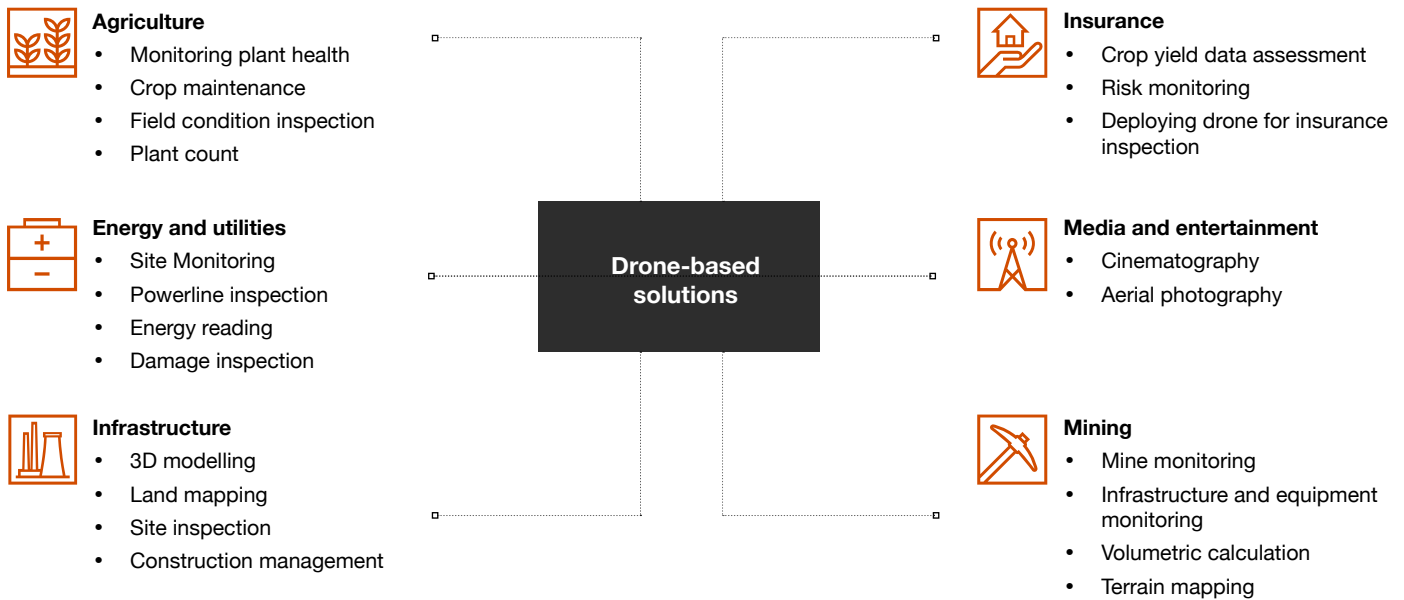 Agriculture
• Monitoring plant health
• Crop maintenance
• Field condition inspection
• Plant count
Energy and utilities
• Site Monitoring
• Powerline inspection
• Energy reading
• Damage inspection
Infrastructure
• 3D modelling
• Land mapping
• Site inspection
• Construction management
Drone-based
solutions
Insurance
• Crop yield data assessment
• Risk monitoring
• Deploying drone for insurance
inspection
Media and entertainment
• Cinematography
• Aerial photography
Mining
• Mine monitoring
• Infrastructure and equipment
monitoring
• Volumetric calculation
• Terrain mapping